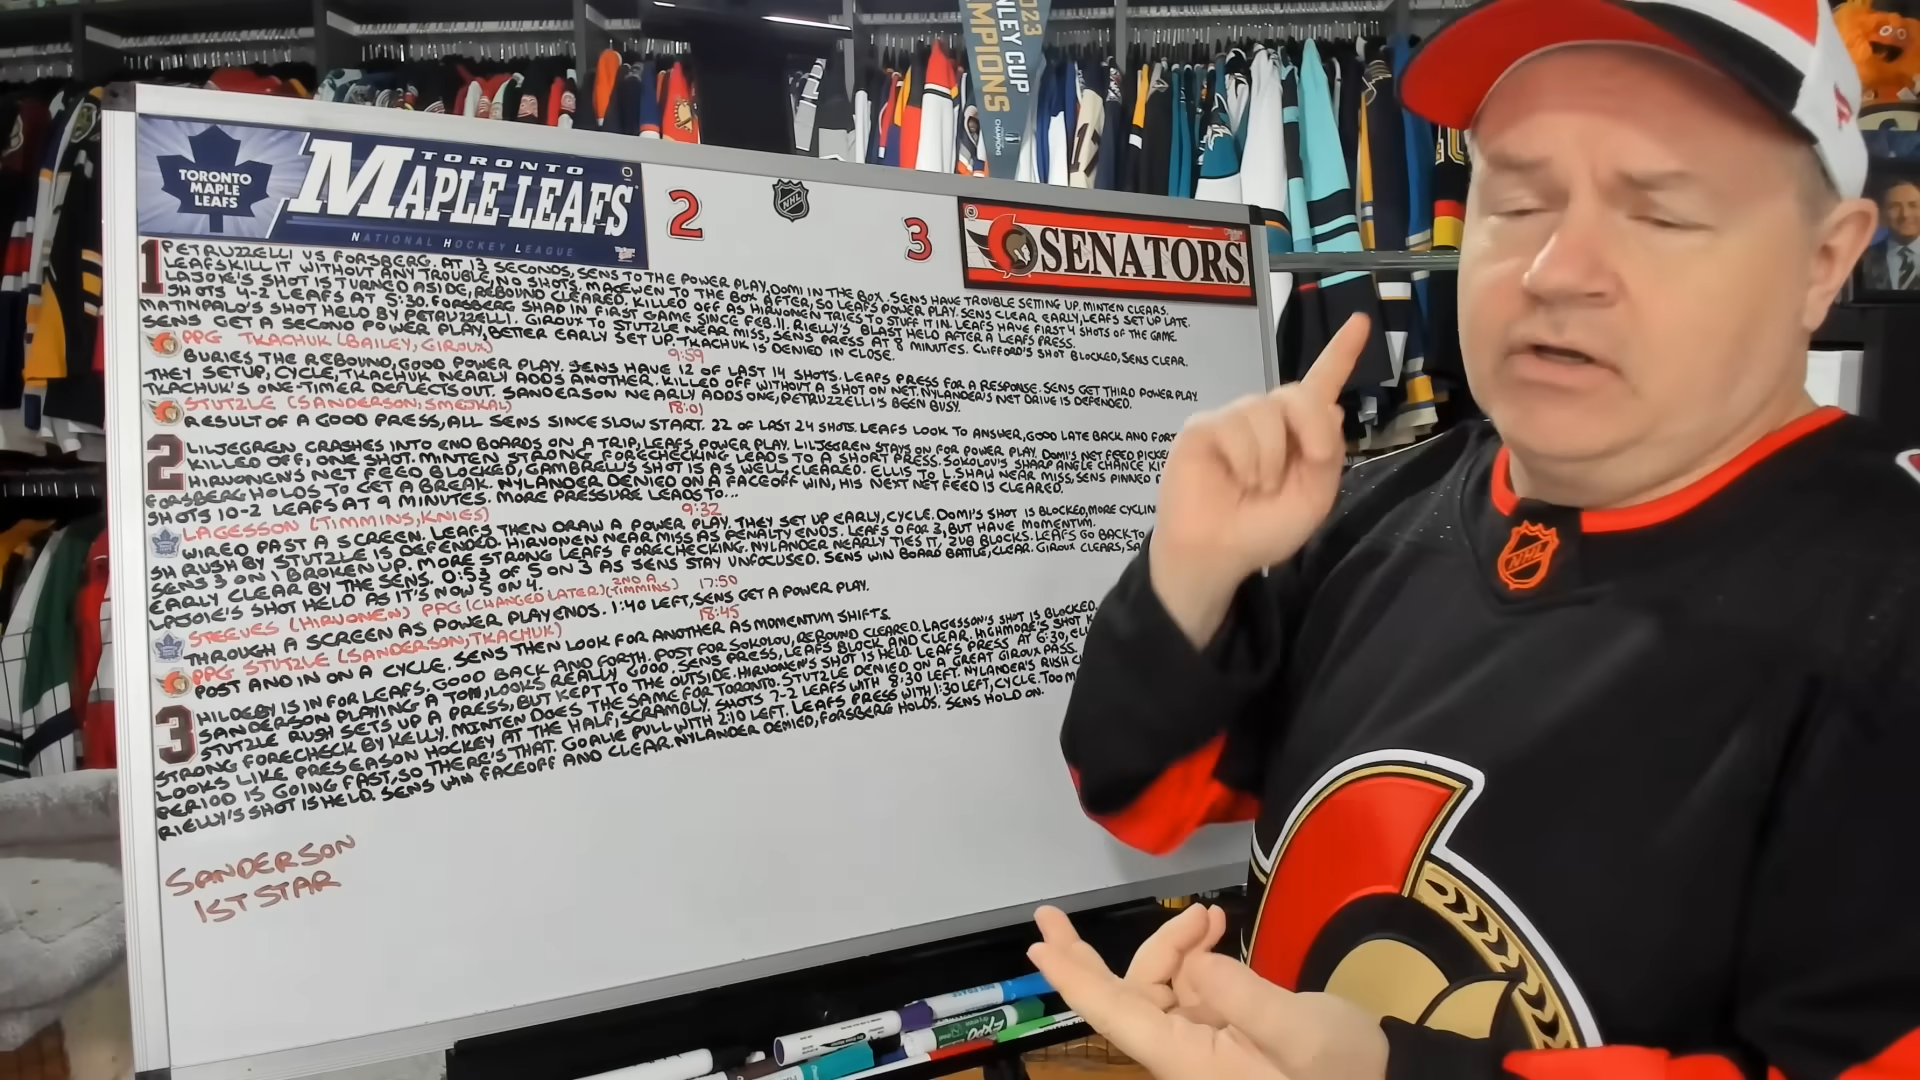 2023
STANLEY CUP
CHAMPIONS
TORONTO
MAPLE
LEAFS
TORONTO
MAPLE LEAFS
NATIONAL HOCKEY LEAGUE
2
NHL
3
SENATORS
1
PETRUZZELLI VS FORSBERG. AT 13 SECONDS, SENS TO THE POWER PLAY, DOMI IN THE BOX. SENS HAVE TROUBLE SETTING UP. MINTEN CLEARS.
LEAFS KILL IT WITHOUT ANY TROUBLE, NO SHOTS. MACEWEN TO THE BOX AFTER, SO LEAFS POWER PLAY. SENS CLEAR EARLY, LEAFS SET UP LATE.
LAJOIE'S SHOT IS TURNED ASIDE, REBOUND CLEARED. KILLED OFF AS HIRVONEN TRIES TO STUFF IT IN. LEAFS HAVE FIRST 4 SHOTS OF THE GAME.
SHOTS 4-2 LEAFS AT 5:30. FORSBERG SHARP IN FIRST GAME SINCE FEB. 11. RIELLY'S BLAST HELD AFTER A LEAFS PRESS.
MATINPALO'S SHOT HELD BY PETRUZZELLI. GIROUX TO STUTZLE NEAR MISS, SENS PRESS AT 8 MINUTES. CLIFFORD'S SHOT BLOCKED, SENS CLEAR.
SENS GET A SECOND POWER PLAY, BETTER EARLY SET UP. TKACHUK IS DENIED IN CLOSE.
PPG TKACHUK (BAILEY, GIROUX) 9:59
BURIES THE REBOUND, GOOD POWER PLAY. SENS HAVE 12 OF LAST 14 SHOTS. LEAFS PRESS FOR A RESPONSE. SENS GET THIRD POWER PLAY.
THEY SETUP, CYCLE, TKACHUK NEARLY ADDS ANOTHER. KILLED OFF WITHOUT A SHOT ON NET. NYLANDER'S NET DRIVE IS DEFENDED.
TKACHUK'S ONE-TIMER DEFLECTS OUT. SANDERSON NEARLY ADDS ONE, PETRUZZELLI'S BEEN BUSY.
STUTZLE (SANDERSON, SMEJKAL) 18:01
RESULT OF A GOOD PRESS, ALL SENS SINCE SLOW START. 22 OF LAST 24 SHOTS. LEAFS LOOK TO ANSWER, GOOD LATE BACK AND FORT
2
LILJEGREN CRASHES INTO END BOARDS ON A TRIP, LEAFS POWER PLAY. LILJEGREN STAYS ON FOR POWER PLAY. DOMI'S NET FEED PICKE
KILLED OFF, ONE SHOT. MINTEN STRONG FORECHECKING LEADS TO A SHORT PRESS. SOKOLOV'S SHARP ANGLE CHANCE KI
HIRVONEN'S NET FEED BLOCKED, GAMBRELL'S SHOT IS AS WELL, CLEARED. ELLIS TO L. SHAW NEAR MISS, SENS PINNED
FORSBERG HOLDS TO GET A BREAK. NYLANDER DENIED ON A FACEOFF WIN, HIS NEXT NET FEED IS CLEARED.
SHOTS 10-2 LEAFS AT 9 MINUTES. MORE PRESSURE LEADS TO...
LAGESSON (TIMMINS, KNIES) 9:32
WIRED PAST A SCREEN. LEAFS THEN DRAW A POWER PLAY. THEY SET UP EARLY, CYCLE. DOMI'S SHOT IS BLOCKED, MORE CYCLIN
SH RUSH BY STUTZLE IS DEFENDED. HIRVONEN NEAR MISS AS PENALTY ENDS. LEAFS 0 FOR 3, BUT HAVE MOMENTUM.
SENS 3 ON 1 BROKEN UP. MORE STRONG LEAFS FORECHECKING. NYLANDER NEARLY TIES IT, ZUB BLOCKS. LEAFS GO BACK TO
EARLY CLEAR BY THE SENS. 0:53 OF 5 ON 3 AS SENS STAY UNFOCUSED. SENS WIN BOARD BATTLE, CLEAR. GIROUX CLEARS, SA
LAJOIE'S SHOT HELD AS IT'S NOW 5 ON 4.
STEEVES (HIRVONEN) PPG (CHANGED LATER) (2ND A - TIMMINS) 17:50
THROUGH A SCREEN AS POWER PLAY ENDS. 1:40 LEFT, SENS GET A POWER PLAY.
PPG STUTZLE (SANDERSON, TKACHUK) 18:45
POST AND IN ON A CYCLE. SENS THEN LOOK FOR ANOTHER AS MOMENTUM SHIFTS.
3
HILDEBY IS IN FOR LEAFS. GOOD BACK AND FORTH. POST FOR SOKOLOV, REBOUND CLEARED. LAGESSON'S SHOT IS BLOCKED.
SANDERSON PLAYING A TON, LOOKS REALLY GOOD. SENS PRESS, LEAFS BLOCK AND CLEAR. HIGHMORE'S SHOT
STUTZLE RUSH SETS UP A PRESS, BUT KEPT TO THE OUTSIDE. HIRVONEN'S SHOT IS HELD. LEAFS PRESS AT 6:30,
STRONG FORECHECK BY KELLY. MINTEN DOES THE SAME FOR TORONTO. STUTZLE DENIED ON A GREAT GIROUX PASS.
LOOKS LIKE PRESEASON HOCKEY AT THE HALF, SCRAMBLY. SHOTS 7-2 LEAFS WITH 8:30 LEFT. NYLANDER'S RUSH
PERIOD IS GOING FAST, SO THERE'S THAT. GOALIE PULL WITH 2:10 LEFT. LEAFS PRESS WITH 1:30 LEFT, CYCLE. TOO M
RIELLY'S SHOT IS HELD. SENS WIN FACEOFF AND CLEAR. NYLANDER DENIED, FORSBERG HOLDS. SENS HOLD ON.
SANDERSON
1ST STAR
EXPO
NHL